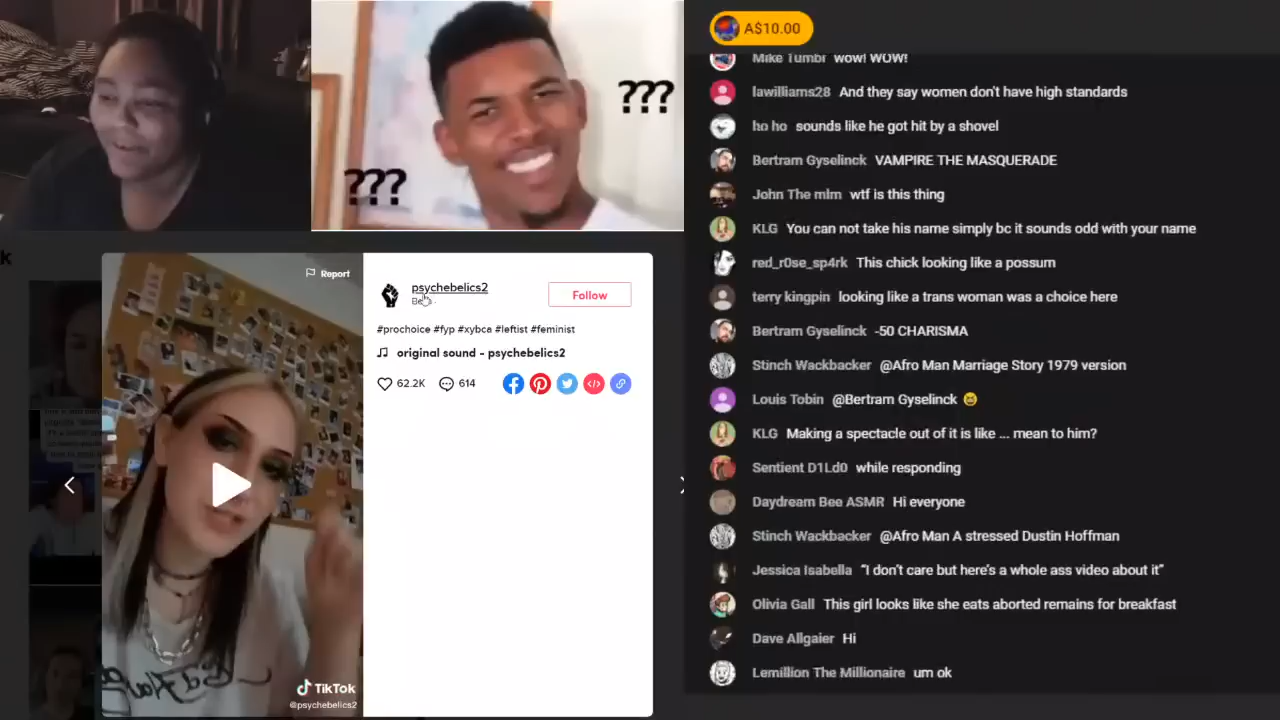 ???
???
k
Report
psychebelics2
Follow
#prochoice #fyp #xybca #leftist #feminist
original sound - psychebelics2
62.2K 614
TikTok
@psychebelics2
A$10.00
Mike Tumbi wow! WOW!
lawilliams28 And they say women don't have high standards
ho ho sounds like he got hit by a shovel
Bertram Gyselinck VAMPIRE THE MASQUERADE
John The mlm wtf is this thing
KLG You can not take his name simply bc it sounds odd with your name
red_r0se_sp4rk This chick looking like a possum
terry kingpin looking like a trans woman was a choice here
Bertram Gyselinck -50 CHARISMA
Stinch Wackbacker @Afro Man Marriage Story 1979 version
Louis Tobin @Bertram Gyselinck 😆
KLG Making a spectacle out of it is like ... mean to him?
Sentient D1Ld0 while responding
Daydream Bee ASMR Hi everyone
Stinch Wackbacker @Afro Man A stressed Dustin Hoffman
Jessica Isabella “I don't care but here's a whole ass video about it”
Olivia Gall This girl looks like she eats aborted remains for breakfast
Dave Allgaier Hi
Lemillion The Millionaire um ok